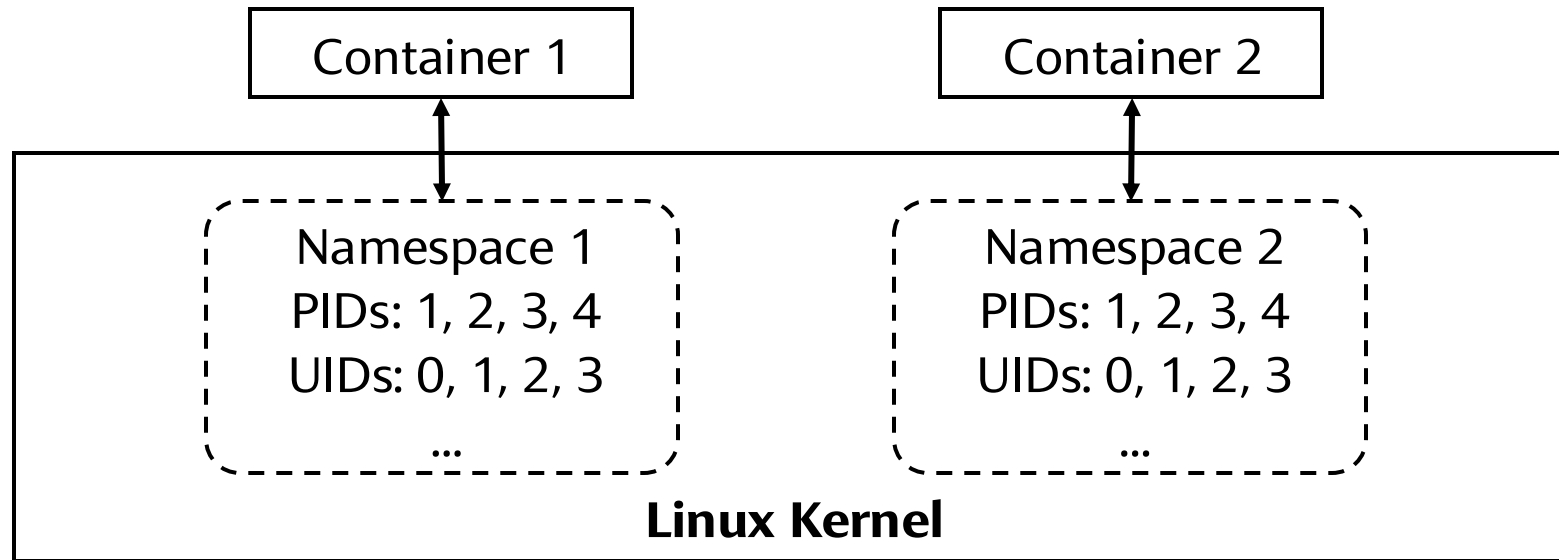 Container 1
Container 2
Namespace 1
PIDs: 1, 2, 3, 4
UIDs: 0, 1, 2, 3
...
Namespace 2
PIDs: 1, 2, 3, 4
UIDs: 0, 1, 2, 3
...
Linux Kernel